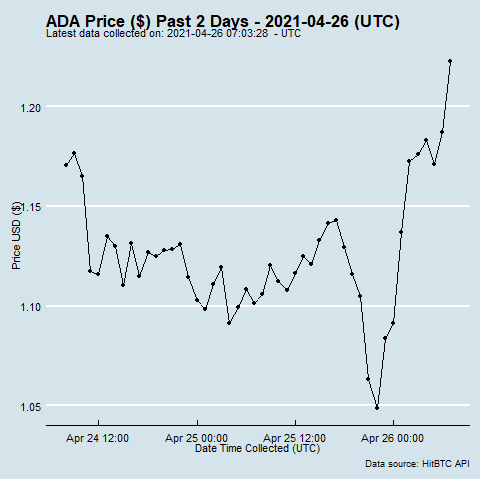 ADA Price ($) Past 2 Days - 2021-04-26 (UTC)
Latest data collected on: 2021-04-26 07:03:28 - UTC
1.20
1.15
1.10
1.05
Price USD ($)
Apr 24 12:00
Apr 25 00:00
Apr 25 12:00
Apr 26 00:00
Date Time Collected (UTC)
Data source: HitBTC API